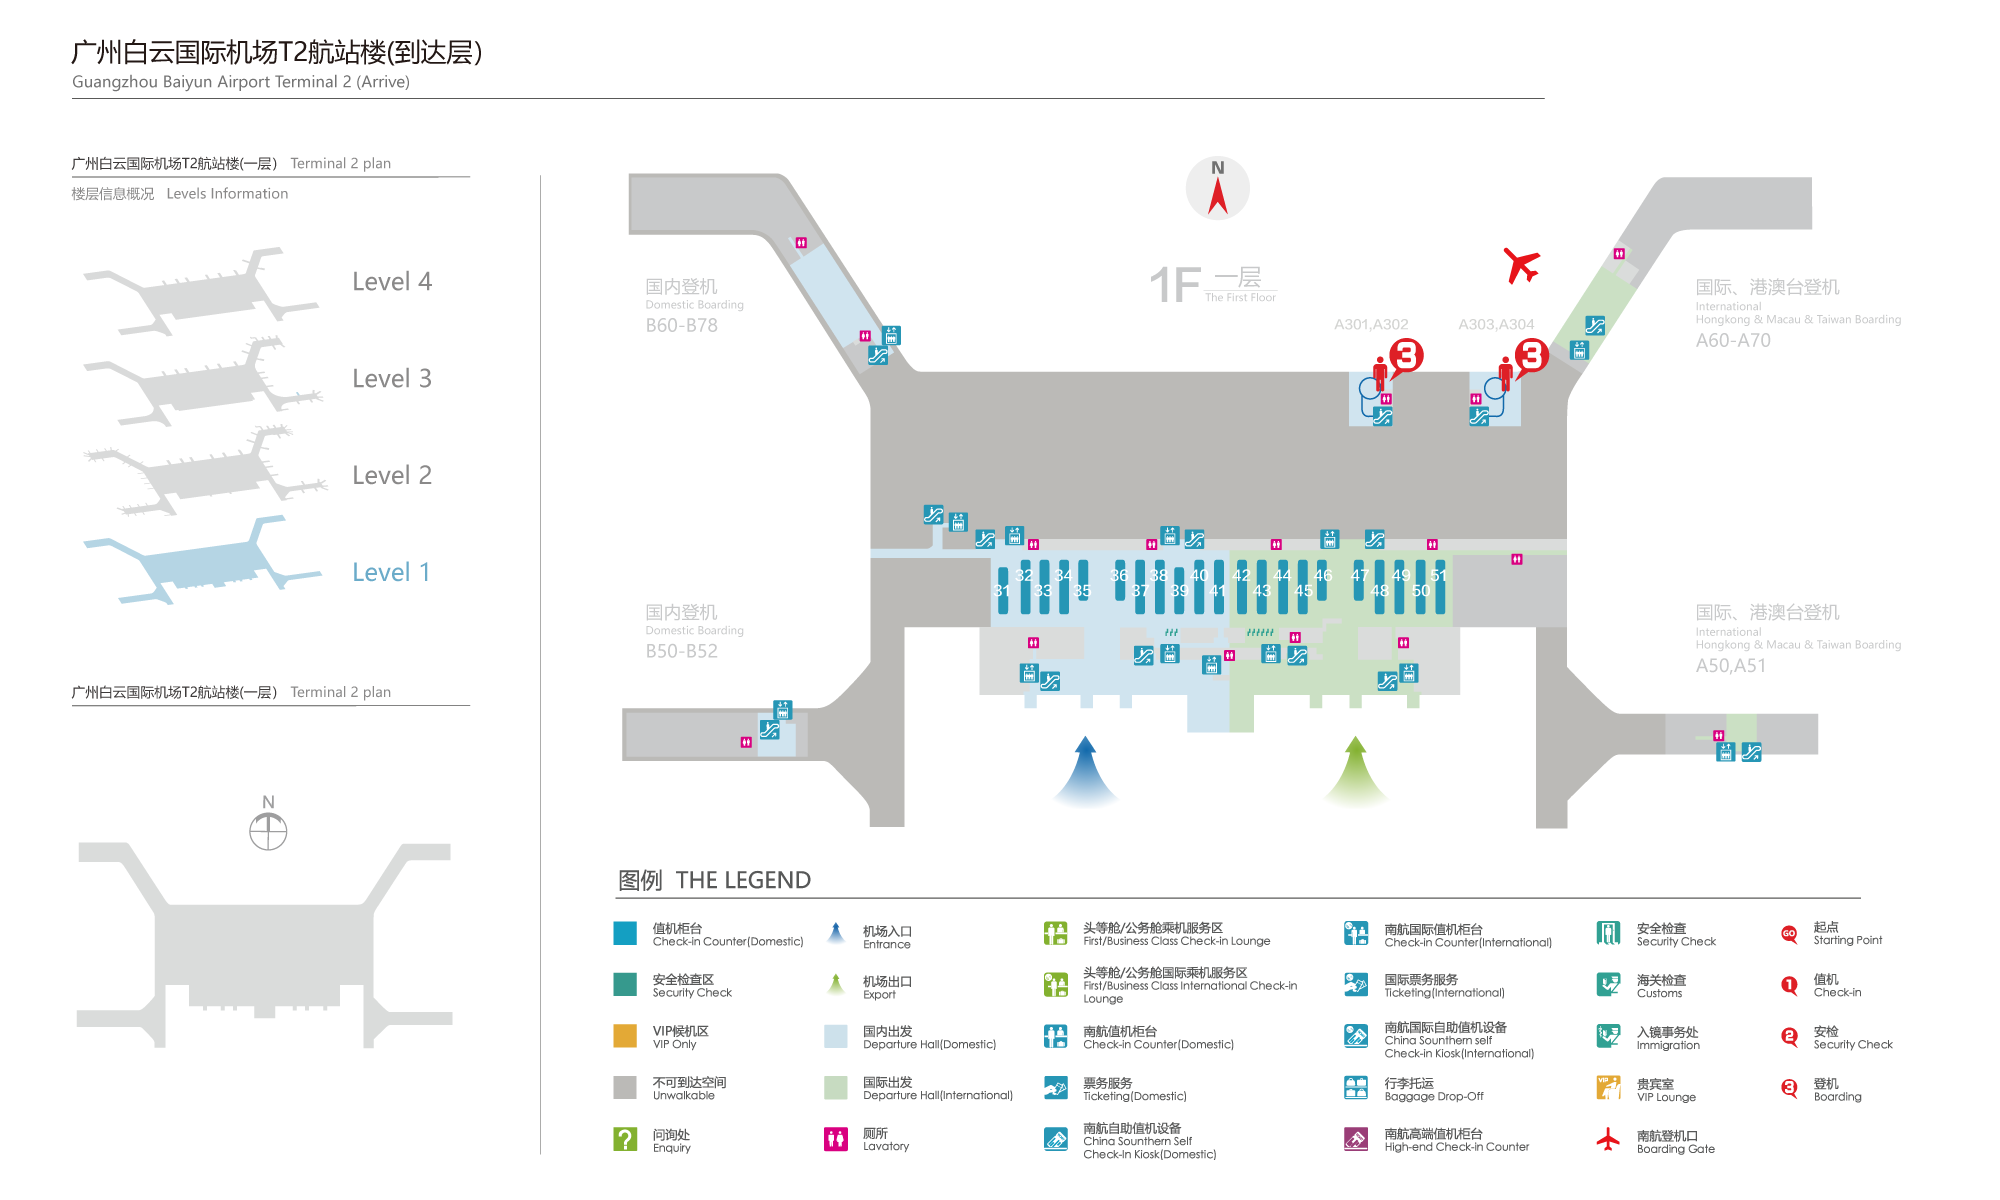 广州白云国际机场T2航站楼(到达层)
Guangzhou Baiyun Airport Terminal 2 (Arrive)
广州白云国际机场T2航站楼(一层) Terminal 2 plan
楼层信息概况 Levels Information
Level 4
Level 3
Level 2
Level 1
广州白云国际机场T2航站楼(一层) Terminal 2 plan
N
N
1F 一层
The First Floor
国内登机
Domestic Boarding
B60-B78
A301,A302
A303,A304
3
3
国际、港澳台登机
International
Hongkong & Macau & Taiwan Boarding
A60-A70
32 34 36 38 40 42 44 46 47 49 51
31 33 35 37 39 41 43 45 48 50
国内登机
Domestic Boarding
B50-B52
国际、港澳台登机
International
Hongkong & Macau & Taiwan Boarding
A50,A51
图例 THE LEGEND
值机柜台
Check-in Counter(Domestic)
安全检查区
Security Check
VIP候机区
VIP Only
不可到达空间
Unwalkable
?
问询处
Enquiry
机场入口
Entrance
机场出口
Export
国内出发
Departure Hall(Domestic)
国际出发
Departure Hall(International)
厕所
Lavatory
头等舱/公务舱乘机服务区
First/Business Class Check-in Lounge
头等舱/公务舱国际乘机服务区
First/Business Class International Check-in
Lounge
南航值机柜台
Check-in Counter(Domestic)
票务服务
Ticketing(Domestic)
南航自助值机设备
China Sounthern Self
Check-In Kiosk(Domestic)
南航国际值机柜台
Check-in Counter(International)
国际票务服务
Ticketing(International)
南航国际自助值机设备
China Sounthern self
Check-in Kiosk(International)
行李托运
Baggage Drop-Off
南航高端值机柜台
High-end Check-in Counter
安全检查
Security Check
海关检查
Customs
入镜事务处
Immigration
VIP
贵宾室
VIP Lounge
南航登机口
Boarding Gate
GO
起点
Starting Point
1
值机
Check-in
2
安检
Security Check
3
登机
Boarding